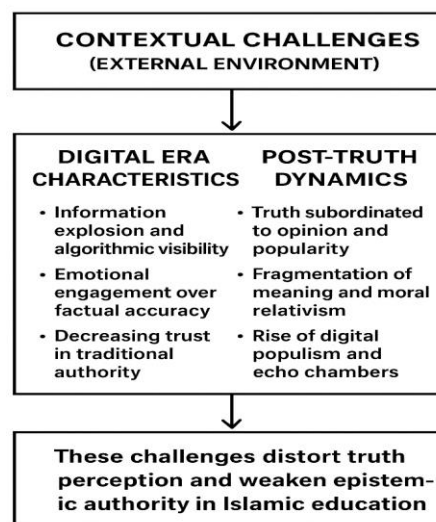 CONTEXTUAL CHALLENGES
(EXTERNAL ENVIRONMENT)
DIGITAL ERA
CHARACTERISTICS
• Information
explosion and
algorithmic visibility
• Emotional
engagement over
factual accuracy
• Decreasing trust
in traditional
authority
POST-TRUTH
DYNAMICS
• Truth subordinated
to opinion and
popularity
• Fragmentation of
meaning and moral
relativism
• Rise of digital
populism and
echo chambers
These challenges distort truth
perception and weaken epistem-
ic authority in Islamic education